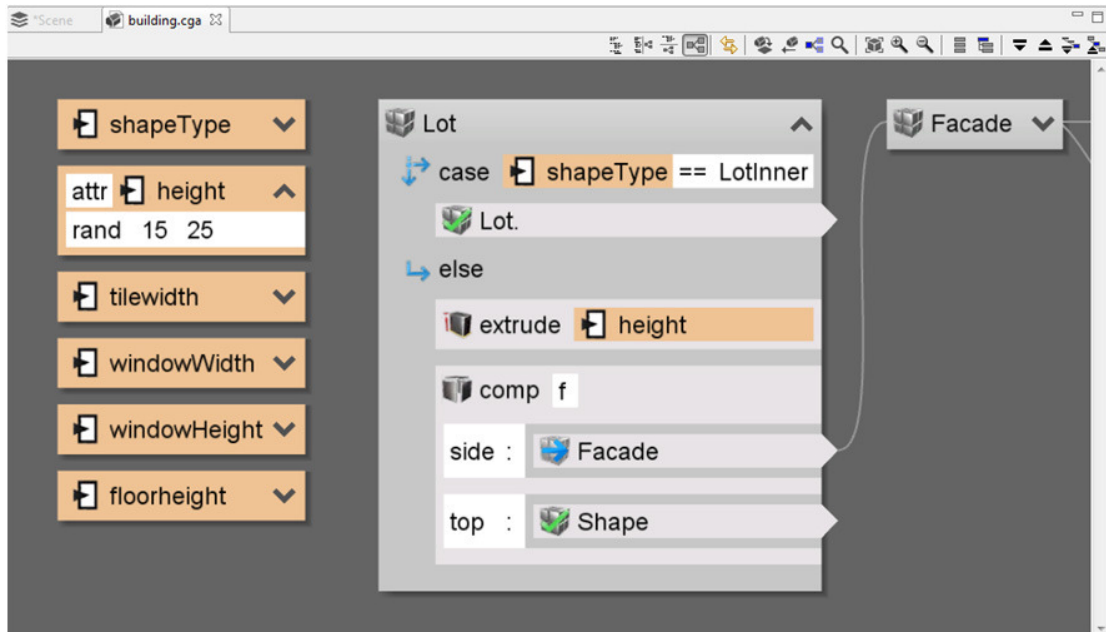 *Scene building.cga
shapeType
attr height
rand 15 25
tilewidth
windowWidth
windowHeight
floorheight
Lot
case shapeType == LotInner
Lot.
else
extrude height
comp f
side : Facade
top : Shape
Facade